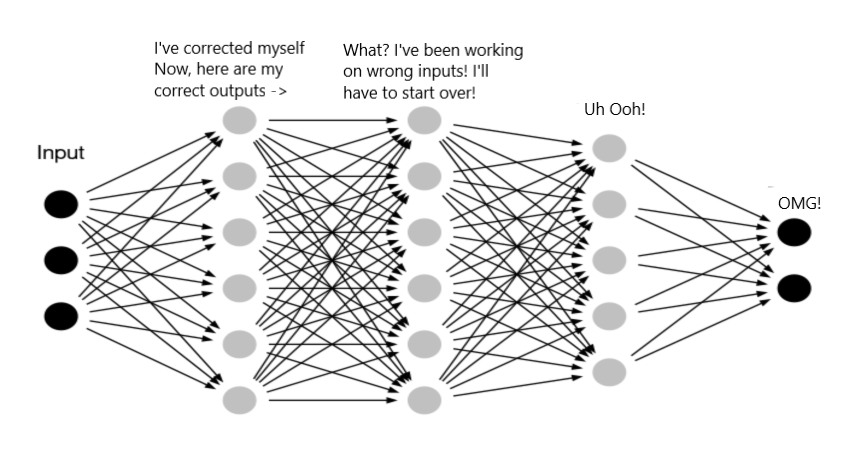 I've corrected myself
Now, here are my
correct outputs ->
What? I've been working
on wrong inputs! I'll
have to start over!
Uh Ooh!
Input
OMG!